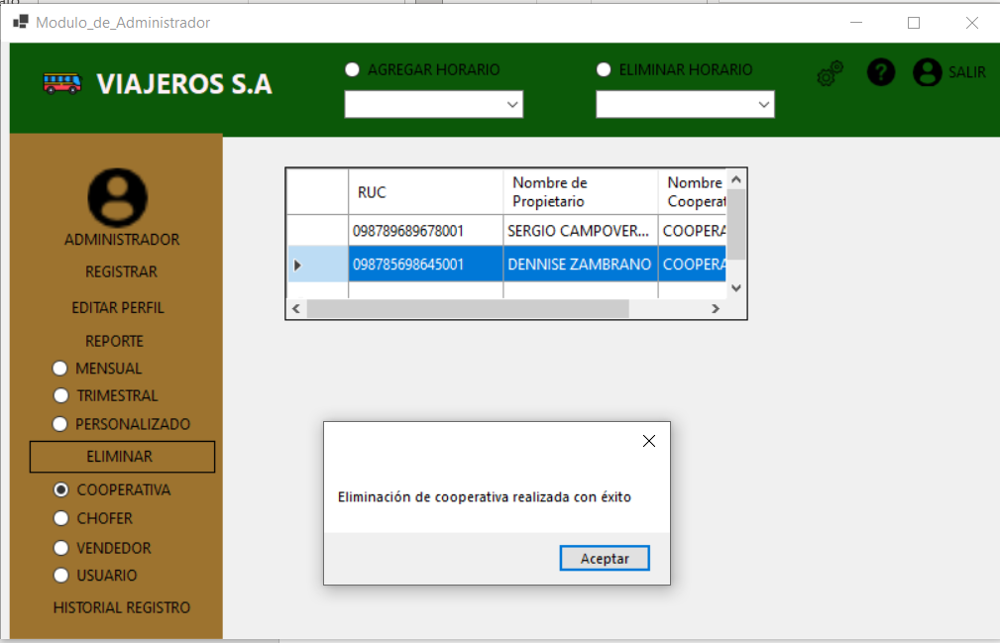 Modulo_de_Administrador
VIAJEROS S.A
AGREGAR HORARIO
ELIMINAR HORARIO
?
SALIR
ADMINISTRADOR
REGISTRAR
EDITAR PERFIL
REPORTE
MENSUAL
TRIMESTRAL
PERSONALIZADO
ELIMINAR
COOPERATIVA
CHOFER
VENDEDOR
USUARIO
HISTORIAL REGISTRO
RUC
Nombre de
Propietario
Nombre
Cooperat
098789689678001 SERGIO CAMPOVER... COOPERA
098785698645001 DENNISE ZAMBRANO COOPERA
Eliminación de cooperativa realizada con éxito
Aceptar